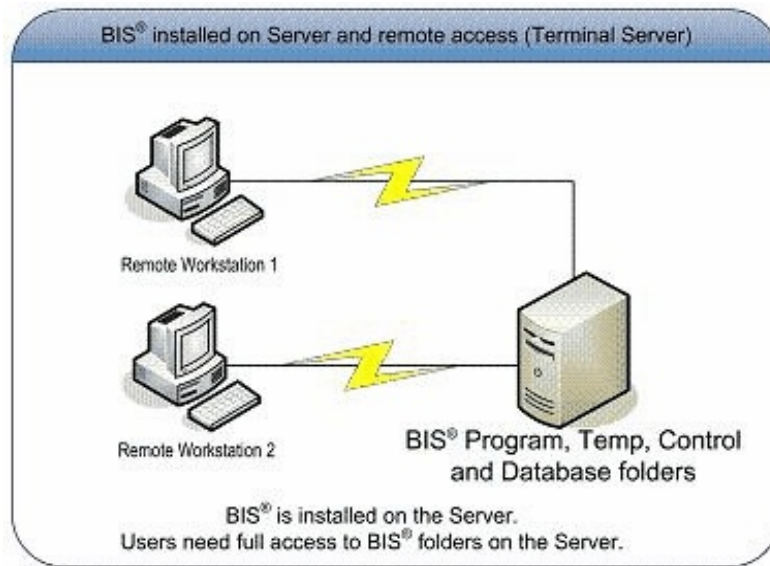 BIS® installed on Server and remote access (Terminal Server)
Remote Workstation 1
Remote Workstation 2
BIS® Program, Temp, Control
and Database folders
BIS® is installed on the Server.
Users need full access to BIS® folders on the Server.